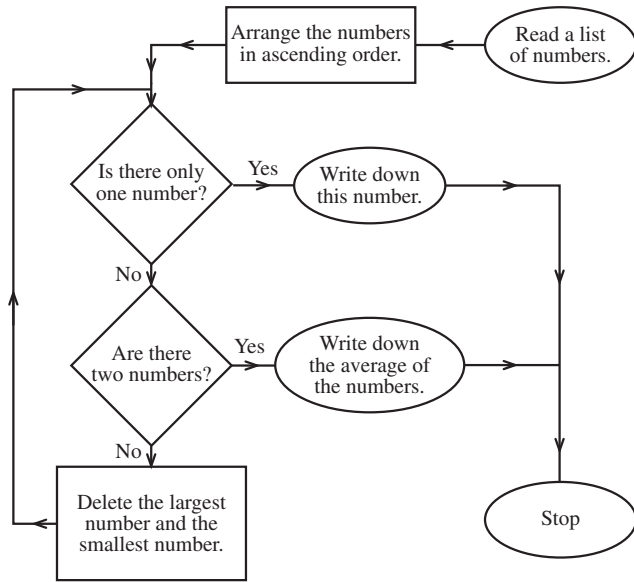 Arrange the numbers
in ascending order.
Read a list
of numbers.
Is there only
one number?
Yes
Write down
this number.
No
Are there
two numbers?
Yes
Write down
the average of
the numbers.
No
Delete the largest
number and the
smallest number.
Stop